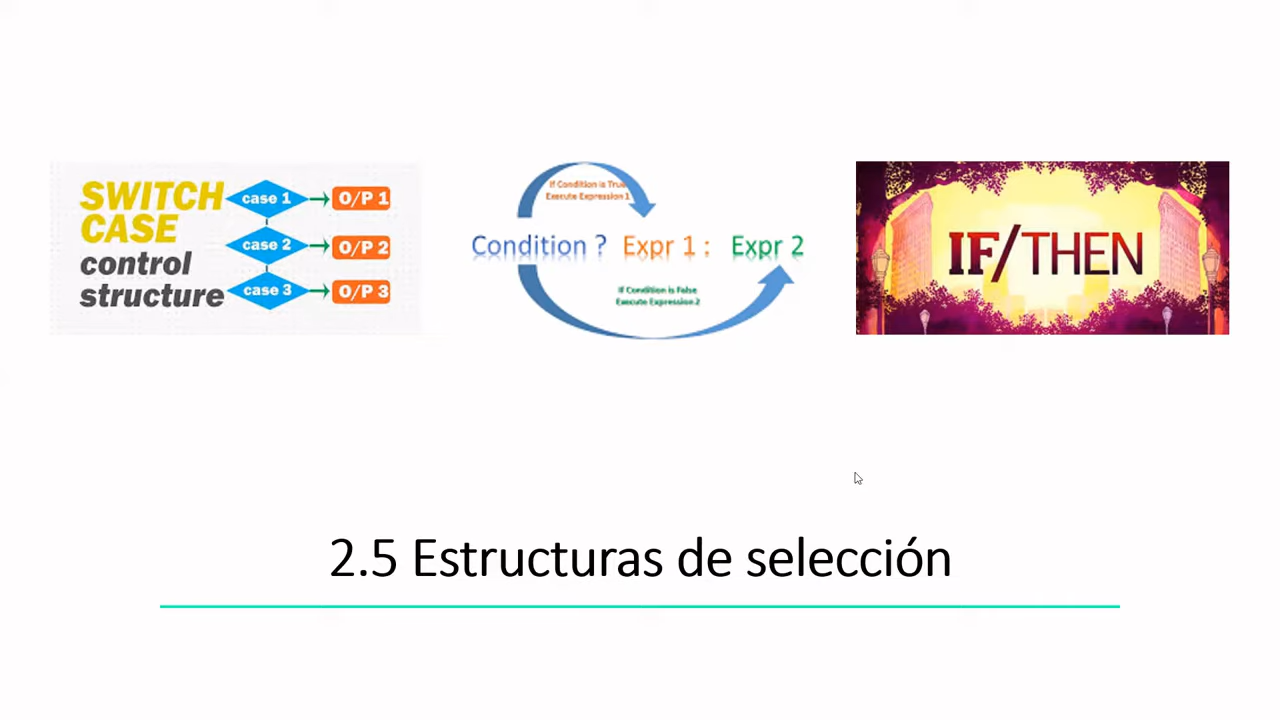 SWITCH
CASE
control
structure
case 1
O/P 1
case 2
O/P 2
case 3
O/P 3
If Condition is True
Execute Expression 1
Condition ? Expr 1 : Expr 2
If Condition is False
Execute Expression 2
IF/THEN
2.5 Estructuras de selección